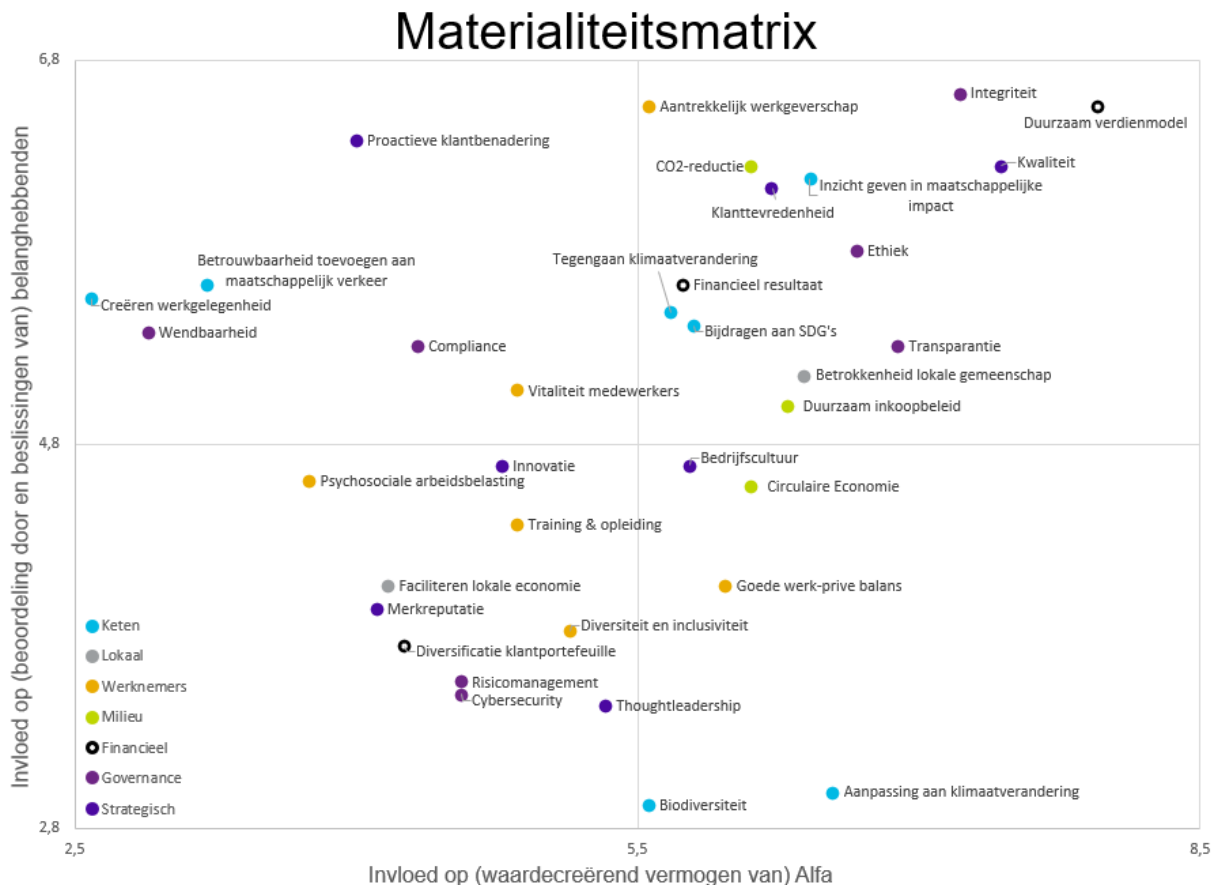 Materialiteitsmatrix
Invloed op (beoordeling door en beslissingen van) belanghebbenden
6,8
Integriteit
Aantrekkelijk werkgeverschap
Duurzaam verdienmodel
Proactieve klantbenadering
CO2-reductie
Kwaliteit
Inzicht geven in maatschappelijke
impact
Klanttevredenheid
Ethiek
Betrouwbaarheid toevoegen aan
maatschappelijk verkeer
Tegengaan klimaatverandering
Financieel resultaat
Creëren werkgelegenheid
Wendbaarheid
Bijdragen aan SDG's
Compliance
Transparantie
Betrokkenheid lokale gemeenschap
Vitaliteit medewerkers
Duurzaam inkoopbeleid
4,8
Innovatie
Bedrijfscultuur
Psychosociale arbeidsbelasting
Circulaire Economie
Training & opleiding
Faciliteren lokale economie
Goede werk-prive balans
Merkreputatie
Diversiteit en inclusiviteit
Diversificatie klantportefeuille
Risicomanagement
Cybersecurity
Thoughtleadership
Aanpassing aan klimaatverandering
Biodiversiteit
Keten
Lokaal
Werknemers
Milieu
Financieel
Governance
Strategisch
2,8
2,5
5,5
8,5
Invloed op (waardecreërend vermogen van) Alfa